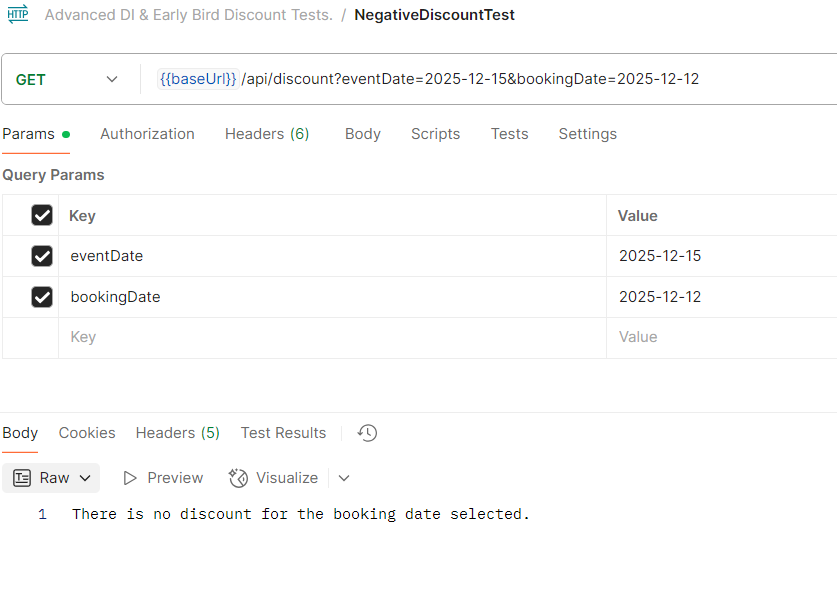 HTTP Advanced DI & Early Bird Discount Tests. / NegativeDiscountTest
GET {{baseUrl}}/api/discount?eventDate=2025-12-15&bookingDate=2025-12-12
Params Authorization Headers (6) Body Scripts Tests Settings
Query Params
Key Value
eventDate 2025-12-15
bookingDate 2025-12-12
Key Value
Body Cookies Headers (5) Test Results
Raw Preview Visualize
1 There is no discount for the booking date selected.